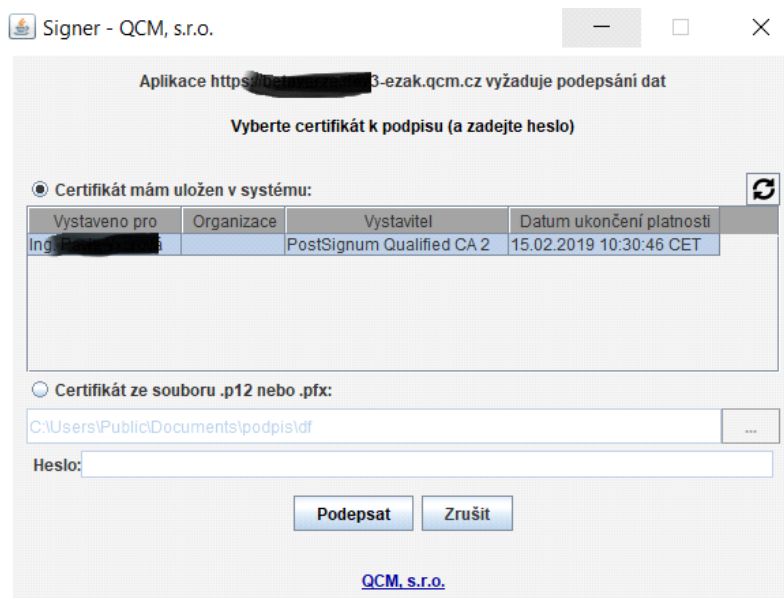 Signer - QCM, s.r.o.
Aplikace https 3-ezak.qcm.cz vyžaduje podepsání dat
Vyberte certifikát k podpisu (a zadejte heslo)
Certifikát mám uložen v systému:
Vystaveno pro Organizace Vystavitel Datum ukončení platnosti
Ing. PostSignum Qualified CA 2 15.02.2019 10:30:46 CET
Certifikát ze souboru .p12 nebo .pfx:
C:\Users\Public\Documents\podpis\df ...
Heslo:
Podepsat Zrušit
QCM, s.r.o.